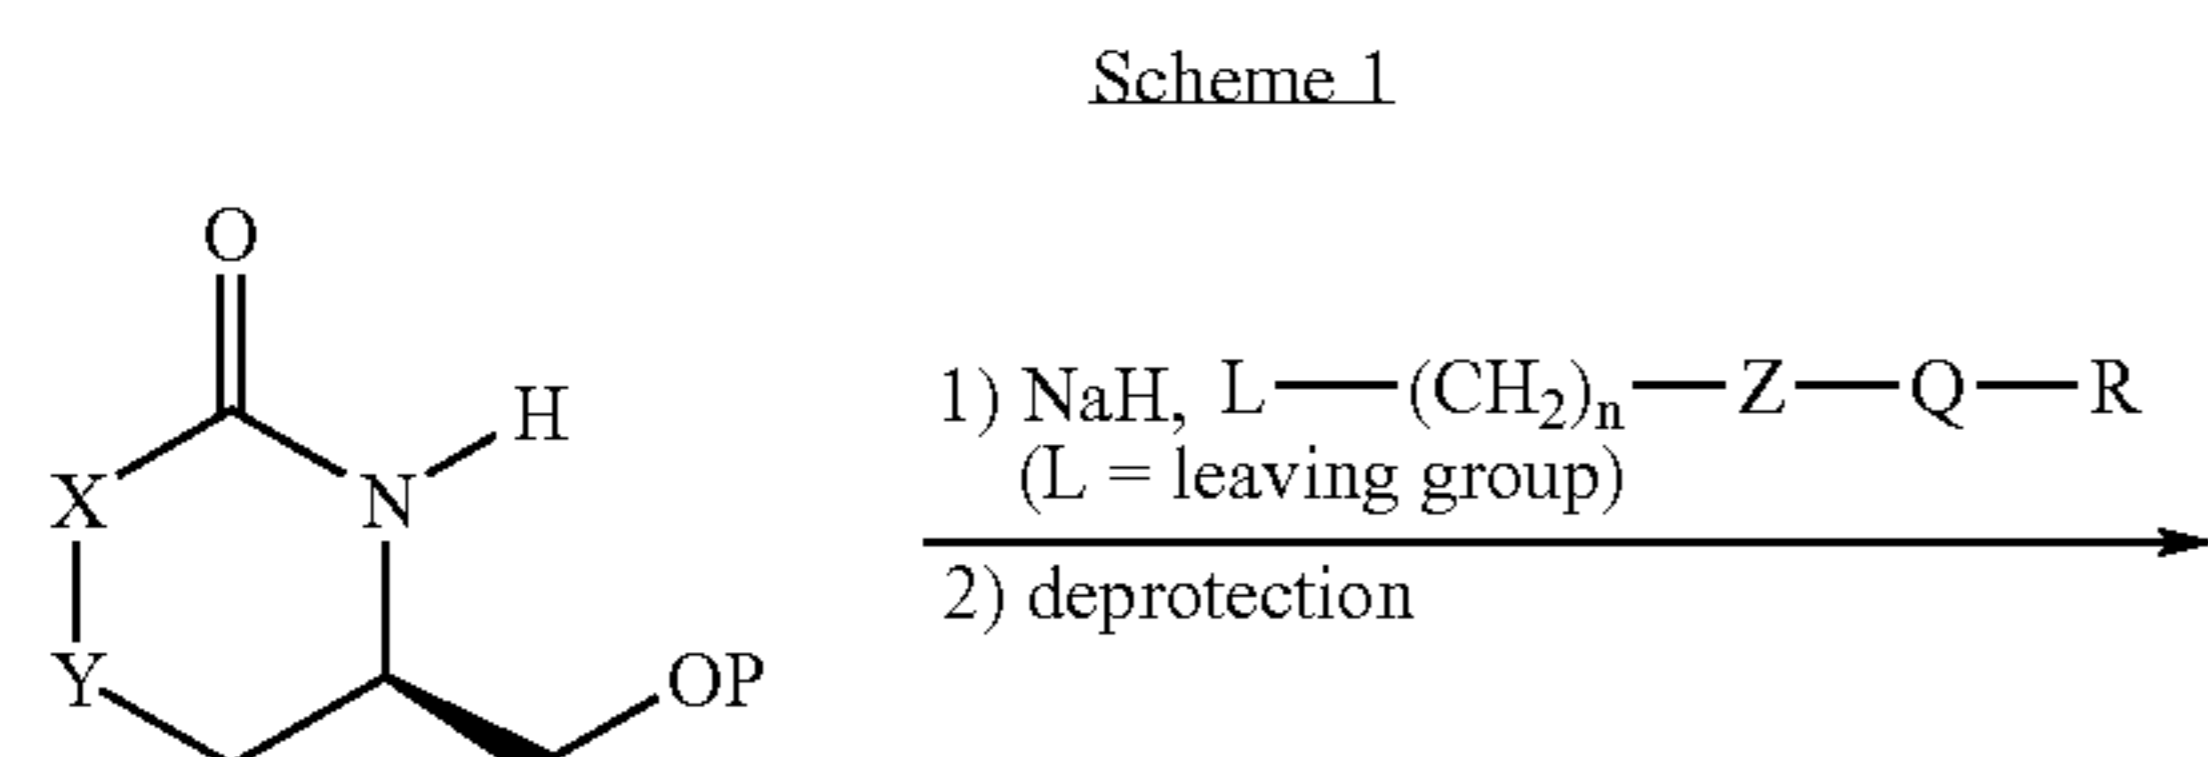 Scheme 1
O
H
1) NaH, L—(CH2)n—Z—Q—R
X
N
(L = leaving group)
2) deprotection
Y
OP